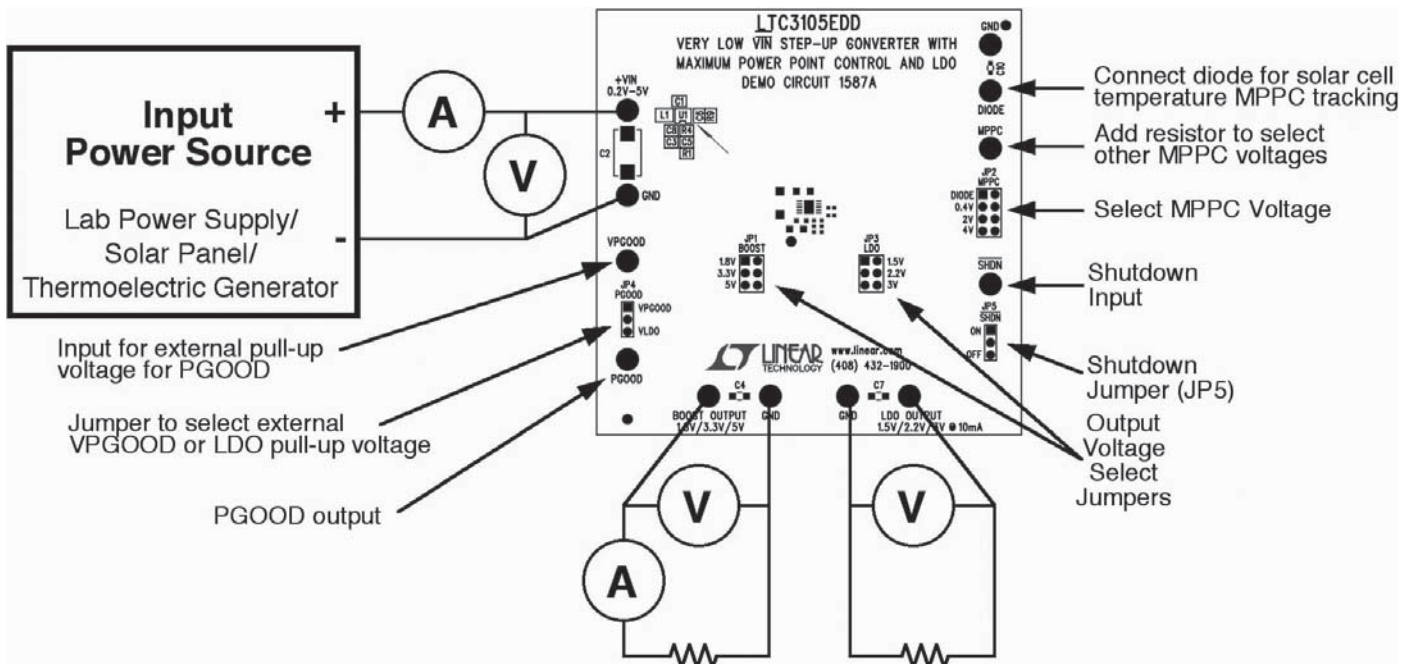 LTC3105EDD
VERY LOW VIN STEP-UP GONVERTER WITH
MAXIMUM POWER POINT CONTROL AND LDO
DEMO CIRCUIT 1587A
Input
Power Source
Lab Power Supply/
Solar Panel/
Thermoelectric Generator
+
-
A
V
+VIN
0.2V-5V
C2
GND
C1
L1
U1
C8
R4
C3
C5
R1
GND
DIODE
MPPC
JP2
MPPC
DIODE
0.4V
2V
4V
SHDN
JP5
SHDN
ON
OFF
Connect diode for solar cell
temperature MPPC tracking
Add resistor to select
other MPPC voltages
Select MPPC Voltage
Shutdown
Input
Shutdown
Jumper (JP5)
Output
Voltage
Select
Jumpers
VPGOOD
JP4
PGOOD
VPGOOD
VLDO
PGOOD
JP1
BOOST
1.8V
3.3V
5V
JP3
LDO
1.5V
2.2V
3V
Input for external pull-up
voltage for PGOOD
Jumper to select external
VPGOOD or LDO pull-up voltage
PGOOD output
LINEAR
TECHNOLOGY
www.linear.com
(408) 432-1900
C4
BOOST OUTPUT
1.8V/3.3V/5V
GND
C7
GND
LDO OUTPUT
1.5V/2.2V/3V @ 10mA
V
A
V